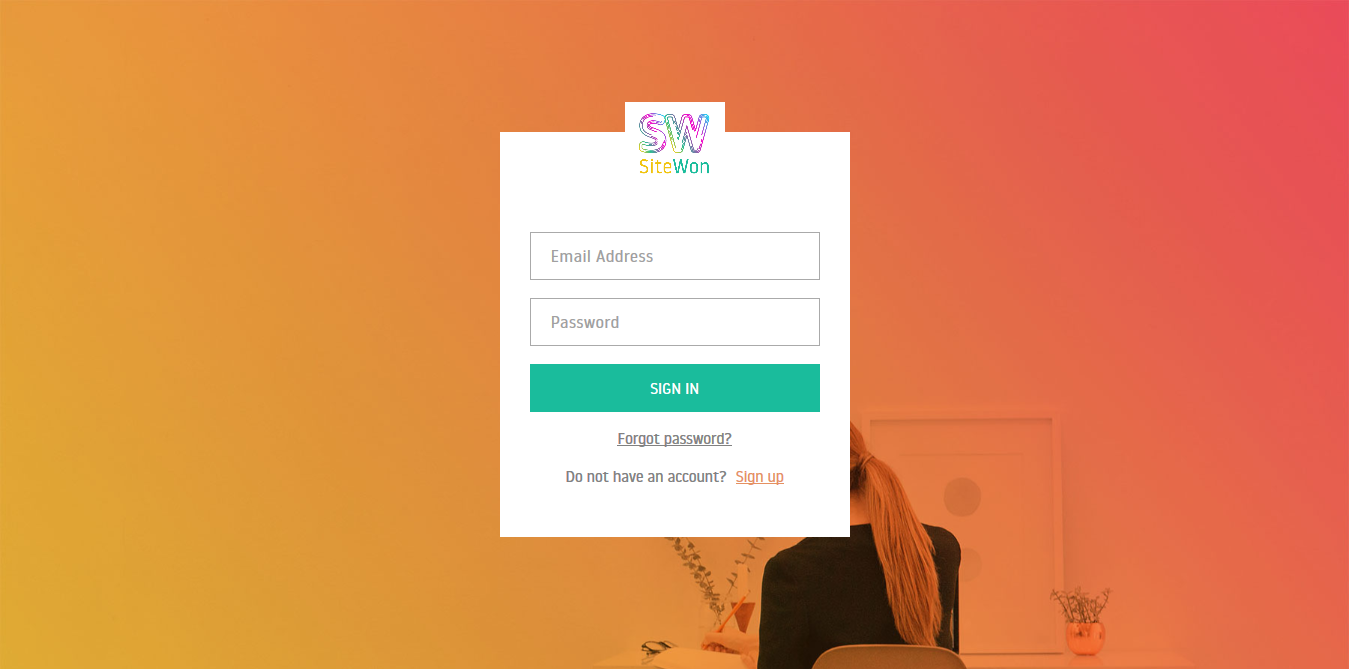 SW
SiteWon
Email Address
Password
SIGN IN
Forgot password?
Do not have an account? Sign up